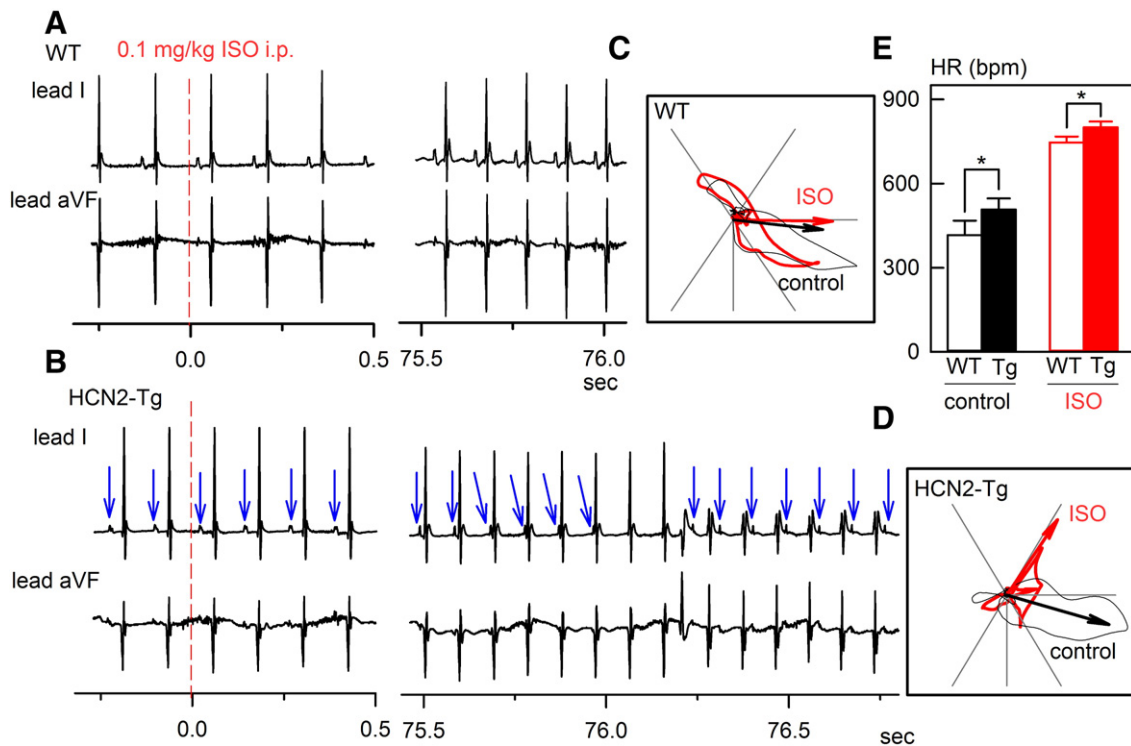 A
WT
0.1 mg/kg ISO i.p.
lead I
lead aVF
0.0
0.5
75.5
76.0
sec
B
HCN2-Tg
lead I
lead aVF
0.0
0.5
75.5
76.0
76.5
sec
C
WT
ISO
control
E
HR (bpm)
900
600
300
0
*
*
WT Tg
WT Tg
control
ISO
D
HCN2-Tg
ISO
control